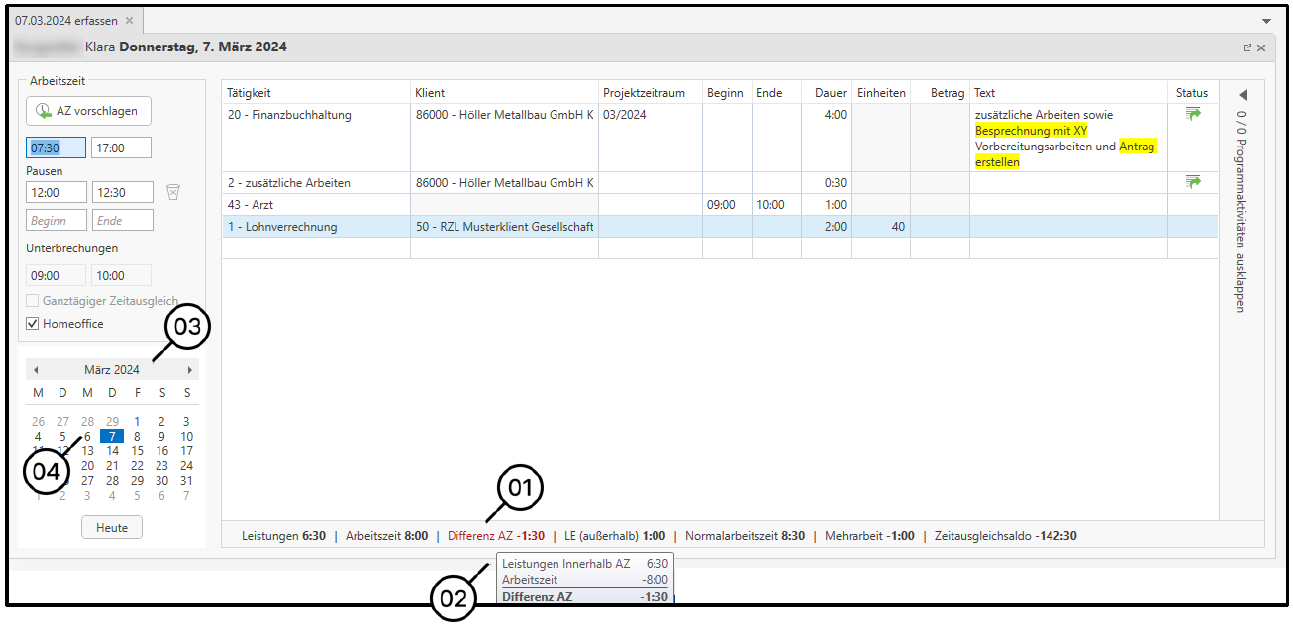 07.03.2024 erfassen
Klara Donnerstag, 7. März 2024
Arbeitszeit
AZ vorschlagen
07:30 17:00
Pausen
12:00 12:30
Beginn Ende
Unterbrechungen
09:00 10:00
Ganztägiger Zeitausgleich
Homeoffice
03
März 2024
M D M D F S S
26 27 28 29 1 2 3
4 5 6 7 8 9 10
13 14 15 16 17
20 21 22 23 24
27 28 29 30 31
1 2 3 4 5 6 7
04
Heute
Tätigkeit Klient Projektzeitraum Beginn Ende Dauer Einheiten Betrag Text Status
20 - Finanzbuchhaltung 86000 - Höller Metallbau GmbH K 03/2024 4:00 zusätzliche Arbeiten sowie
Besprechnung mit XY
Vorbereitungsarbeiten und Antrag
erstellen
2 - zusätzliche Arbeiten 86000 - Höller Metallbau GmbH K 0:30
43 - Arzt 09:00 10:00 1:00
1 - Lohnverrechnung 50 - RZL Musterklient Gesellschaft 2:00 40
0 / 0 Programmaktivitäten ausklappen
01
Leistungen 6:30 | Arbeitszeit 8:00 | Differenz AZ -1:30 | LE (außerhalb) 1:00 | Normalarbeitszeit 8:30 | Mehrarbeit -1:00 | Zeitausgleichsaldo -142:30
02
Leistungen Innerhalb AZ 6:30
Arbeitszeit -8:00
Differenz AZ -1:30